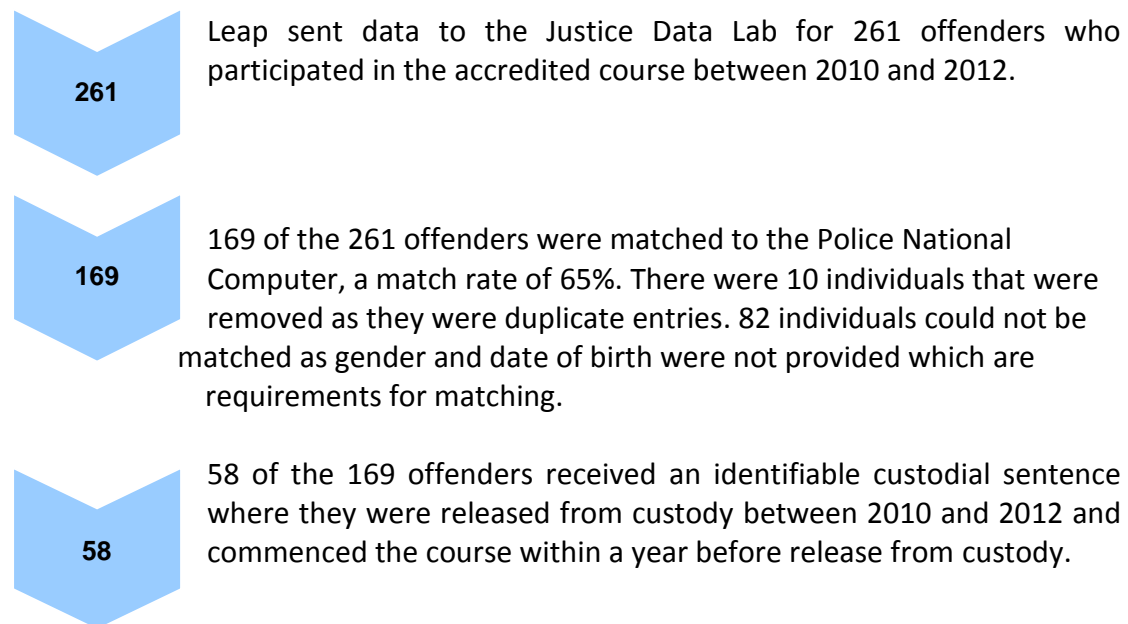 Leap sent data to the Justice Data Lab for 261 offenders who
participated in the accredited course between 2010 and 2012.
261
169 of the 261 offenders were matched to the Police National
Computer, a match rate of 65%. There were 10 individuals that were
removed as they were duplicate entries. 82 individuals could not be
matched as gender and date of birth were not provided which are
requirements for matching.
169
58 of the 169 offenders received an identifiable custodial sentence
where they were released from custody between 2010 and 2012 and
commenced the course within a year before release from custody.
58